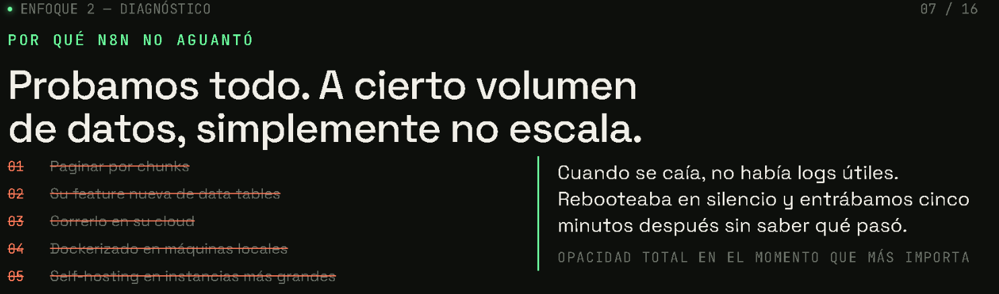 ENFOQUE 2 — DIAGNÓSTICO
07 / 16
POR QUÉ N8N NO AGUANTÓ
Probamos todo. A cierto volumen
de datos, simplemente no escala.
01 Paginar por chunks
02 Su feature nueva de data tables
03 Correrlo en su cloud
04 Dockerizado en máquinas locales
05 Self-hosting en instancias más grandes
Cuando se caía, no había logs útiles.
Rebooteaba en silencio y entrábamos cinco
minutos después sin saber qué pasó.
OPACIDAD TOTAL EN EL MOMENTO QUE MÁS IMPORTA